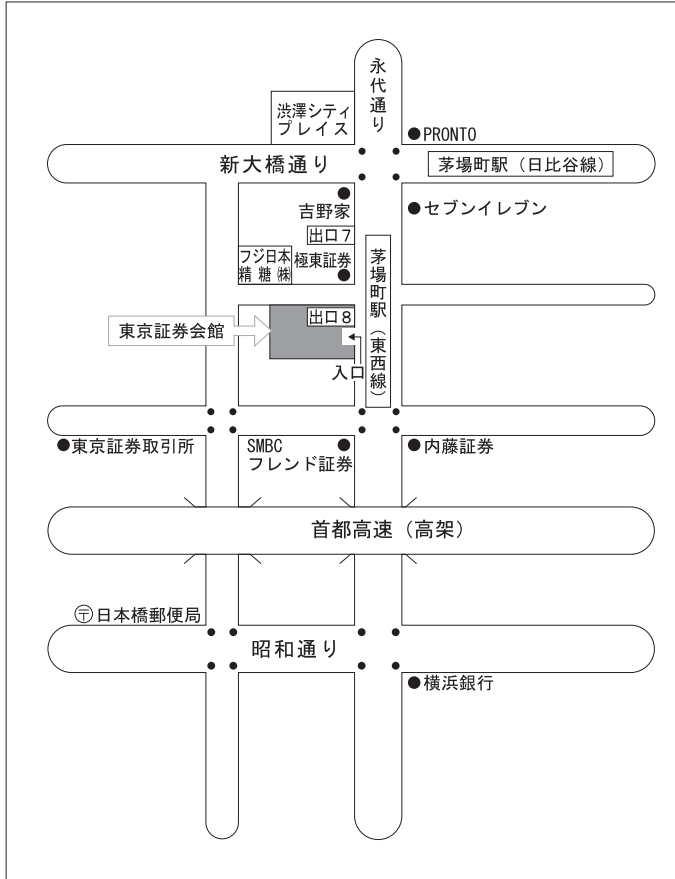 永代通り
渋澤シティ
プレイス
●PRONTO
新大橋通り
茅場町駅（日比谷線）
吉野家
●セブンイレブン
出口7
フジ日本
精糖㈱
極東証券
茅場町駅（東西線）
出口8
東京証券会館
入口
●東京証券取引所
SMBC
フレンド証券
●内藤証券
首都高速（高架）
〒日本橋郵便局
昭和通り
●横浜銀行